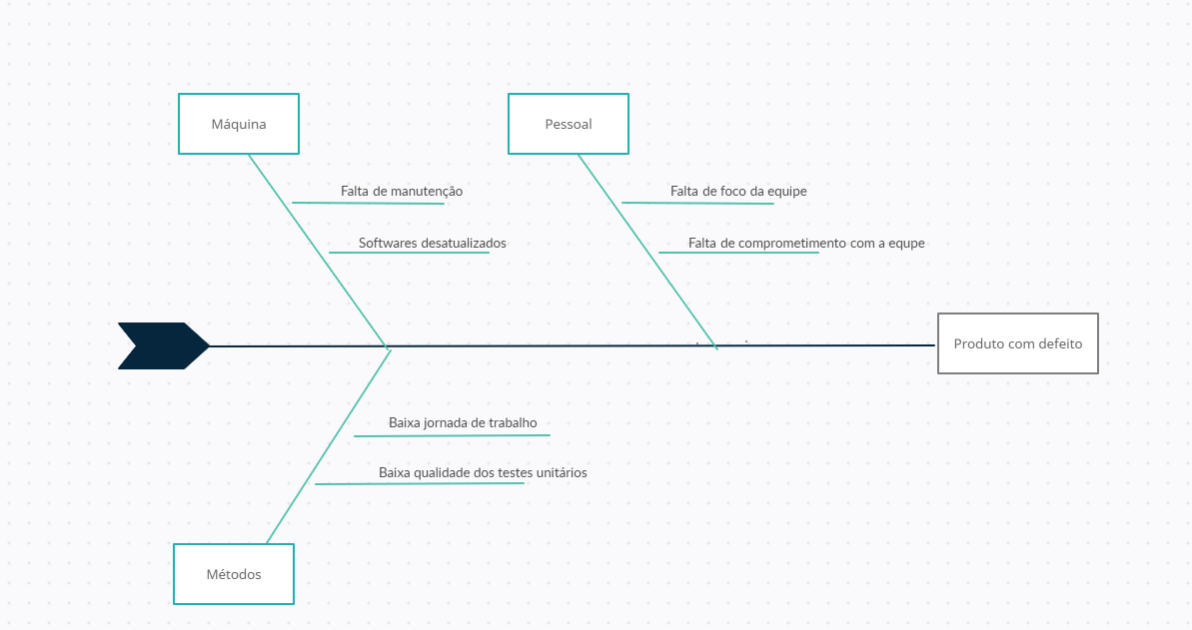 Máquina
Pessoal
Falta de manutenção
Falta de foco da equipe
Softwares desatualizados
Falta de comprometimento com a equpe
Produto com defeito
Baixa jornada de trabalho
Baixa qualidade dos testes unitários
Métodos